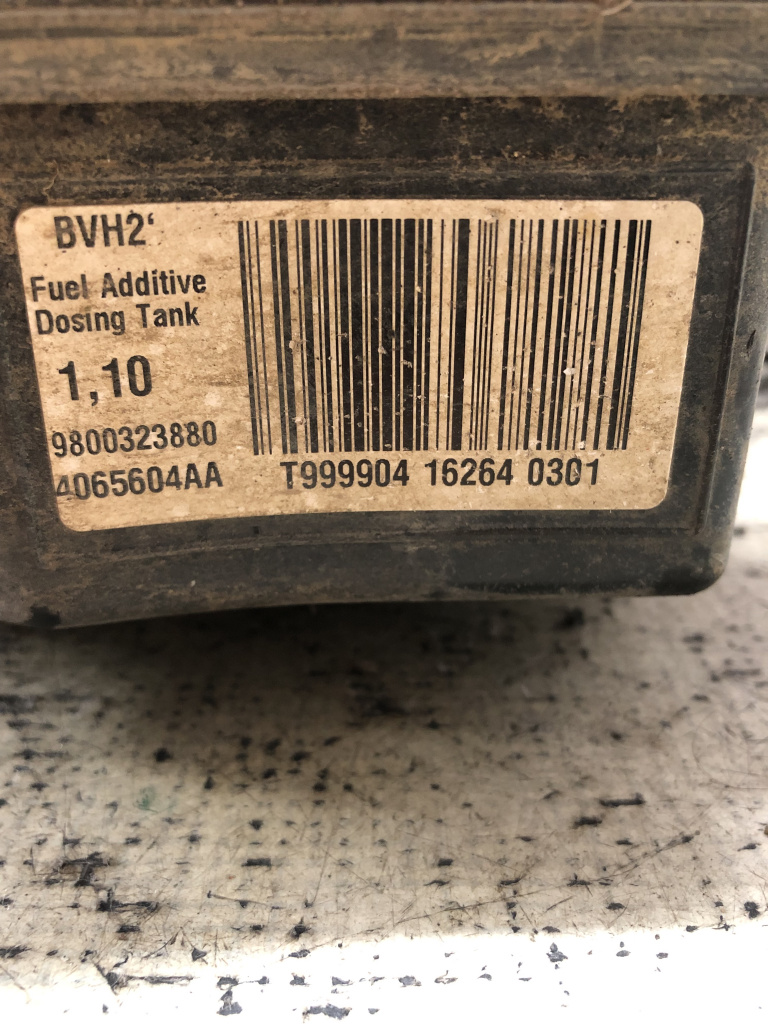 BVH2‘
Fuel Additive
Dosing Tank
1,10
9800323880
4065604AA
T999904 16264 0301